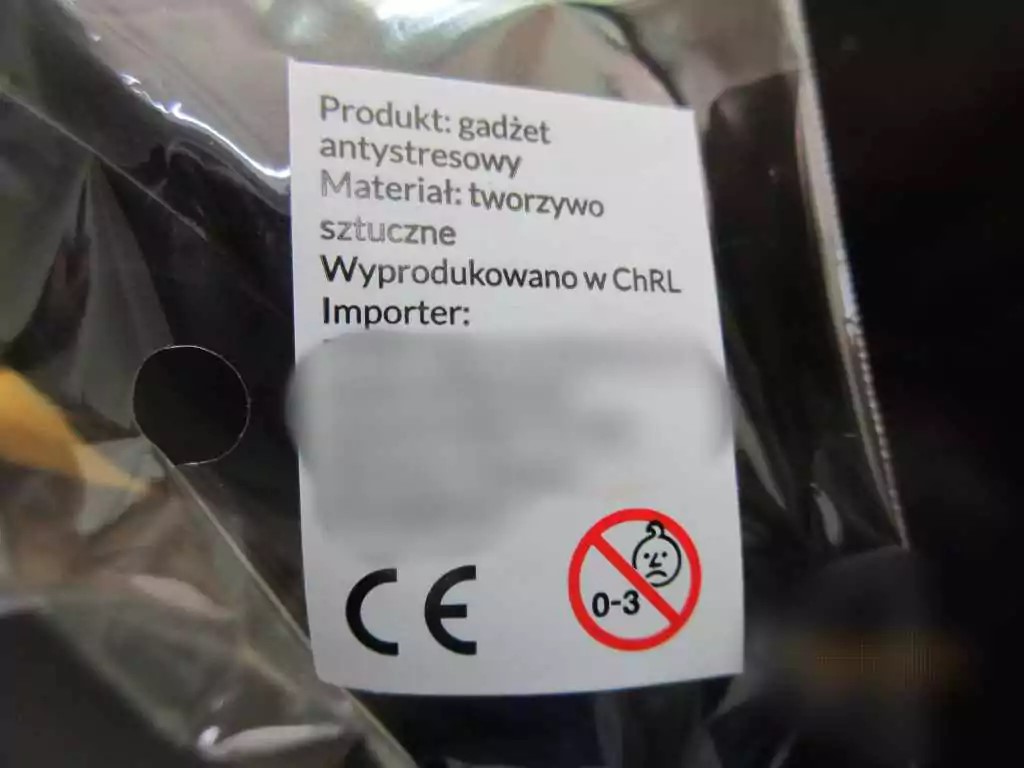 Produkt: gadżet
antystresowy
Materiał: tworzywo
sztuczne
Wyprodukowano w ChRL
Importer:
CE
0-3